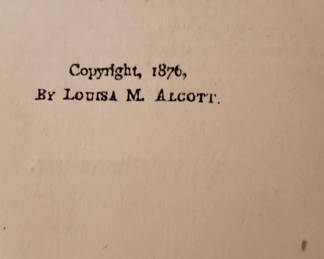 Copyright, 1876,
By Louisa M. Alcott.